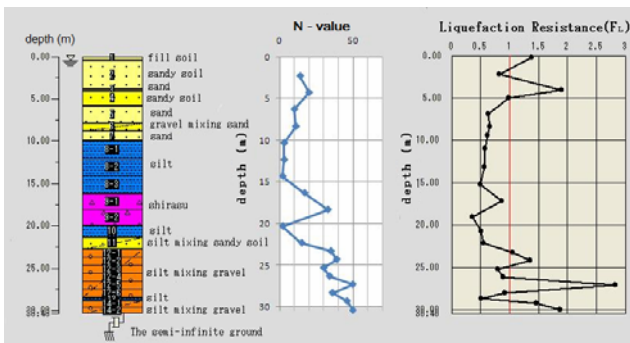 depth (m)
0.00
5.00
10.00
15.00
20.00
25.00
fill soil
sandy soil
sand
sandy soil
sand
gravel mixing sand
sand
silt
shirasu
silt
silt mixing sandy soil
silt mixing gravel
silt
silt mixing gravel
The semi-infinite ground
10
N - value
0 50 100
0
5
10
15
20
25
30
depth (m)
Liquefaction Resistance(FL)
0 0.5 1 1.5 2 2.5 3
0.00
5.00
10.00
15.00
20.00
25.00
depth (m)